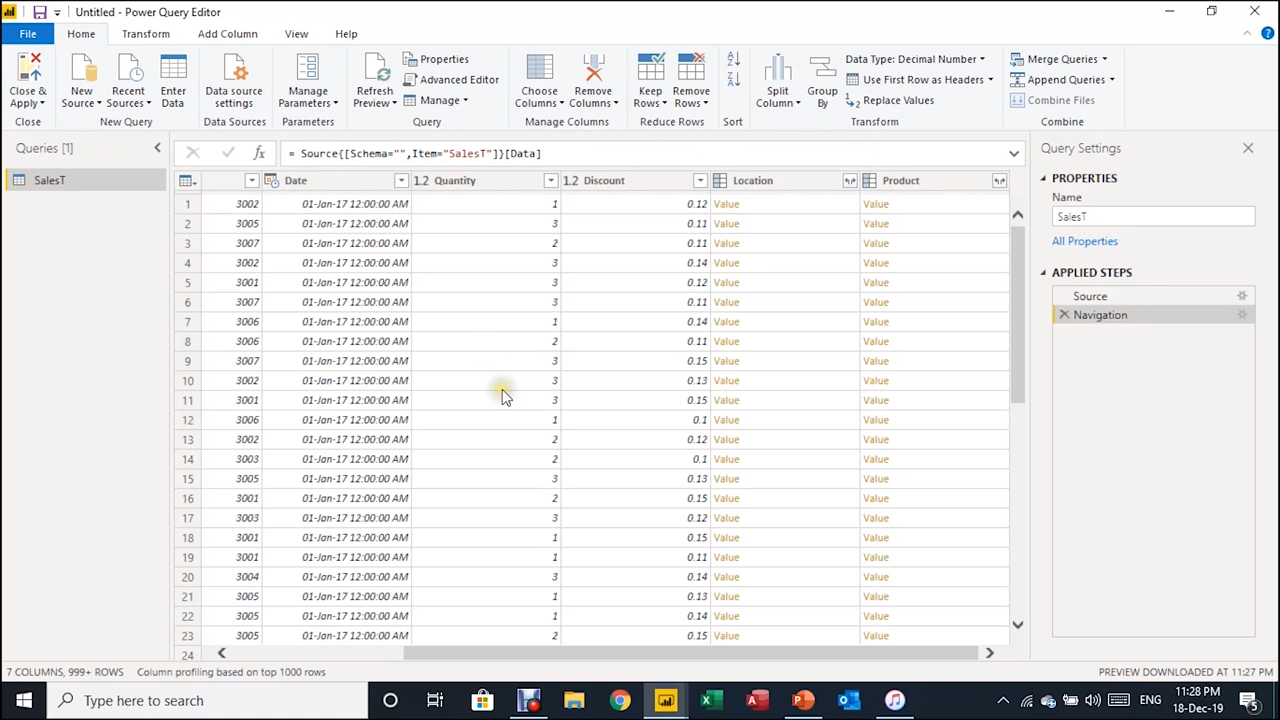 Untitled - Power Query Editor
File Home Transform Add Column View Help
Close & Apply
New Source
Recent Sources
Enter Data
Data source settings
Manage Parameters
Refresh Preview
Properties
Advanced Editor
Manage
Choose Columns
Remove Columns
Keep Rows
Remove Rows
Split Column
Group By
Data Type: Decimal Number
Use First Row as Headers
Replace Values
Merge Queries
Append Queries
Combine Files
Close New Query Data Sources Parameters Query Manage Columns Reduce Rows Sort Transform Combine
Queries [1]
SalesT
= Source{[Schema="",Item="SalesT"]}[Data]
Date 1.2 Quantity 1.2 Discount Location Product
1 3002 01-Jan-17 12:00:00 AM 1 0.12 Value Value
2 3005 01-Jan-17 12:00:00 AM 3 0.11 Value Value
3 3007 01-Jan-17 12:00:00 AM 2 0.11 Value Value
4 3002 01-Jan-17 12:00:00 AM 3 0.14 Value Value
5 3001 01-Jan-17 12:00:00 AM 3 0.12 Value Value
6 3007 01-Jan-17 12:00:00 AM 3 0.11 Value Value
7 3006 01-Jan-17 12:00:00 AM 1 0.14 Value Value
8 3006 01-Jan-17 12:00:00 AM 2 0.11 Value Value
9 3007 01-Jan-17 12:00:00 AM 3 0.15 Value Value
10 3002 01-Jan-17 12:00:00 AM 3 0.13 Value Value
11 3001 01-Jan-17 12:00:00 AM 3 0.15 Value Value
12 3006 01-Jan-17 12:00:00 AM 1 0.1 Value Value
13 3002 01-Jan-17 12:00:00 AM 2 0.12 Value Value
14 3003 01-Jan-17 12:00:00 AM 2 0.1 Value Value
15 3005 01-Jan-17 12:00:00 AM 3 0.13 Value Value
16 3001 01-Jan-17 12:00:00 AM 2 0.15 Value Value
17 3003 01-Jan-17 12:00:00 AM 3 0.12 Value Value
18 3001 01-Jan-17 12:00:00 AM 1 0.15 Value Value
19 3001 01-Jan-17 12:00:00 AM 1 0.11 Value Value
20 3004 01-Jan-17 12:00:00 AM 3 0.14 Value Value
21 3005 01-Jan-17 12:00:00 AM 1 0.13 Value Value
22 3005 01-Jan-17 12:00:00 AM 1 0.14 Value Value
23 3005 01-Jan-17 12:00:00 AM 2 0.15 Value Value
24
Query Settings
PROPERTIES
Name
SalesT
All Properties
APPLIED STEPS
Source
Navigation
7 COLUMNS, 999+ ROWS Column profiling based on top 1000 rows PREVIEW DOWNLOADED AT 11:27 PM
Type here to search
ENG
11:28 PM
18-Dec-19
5